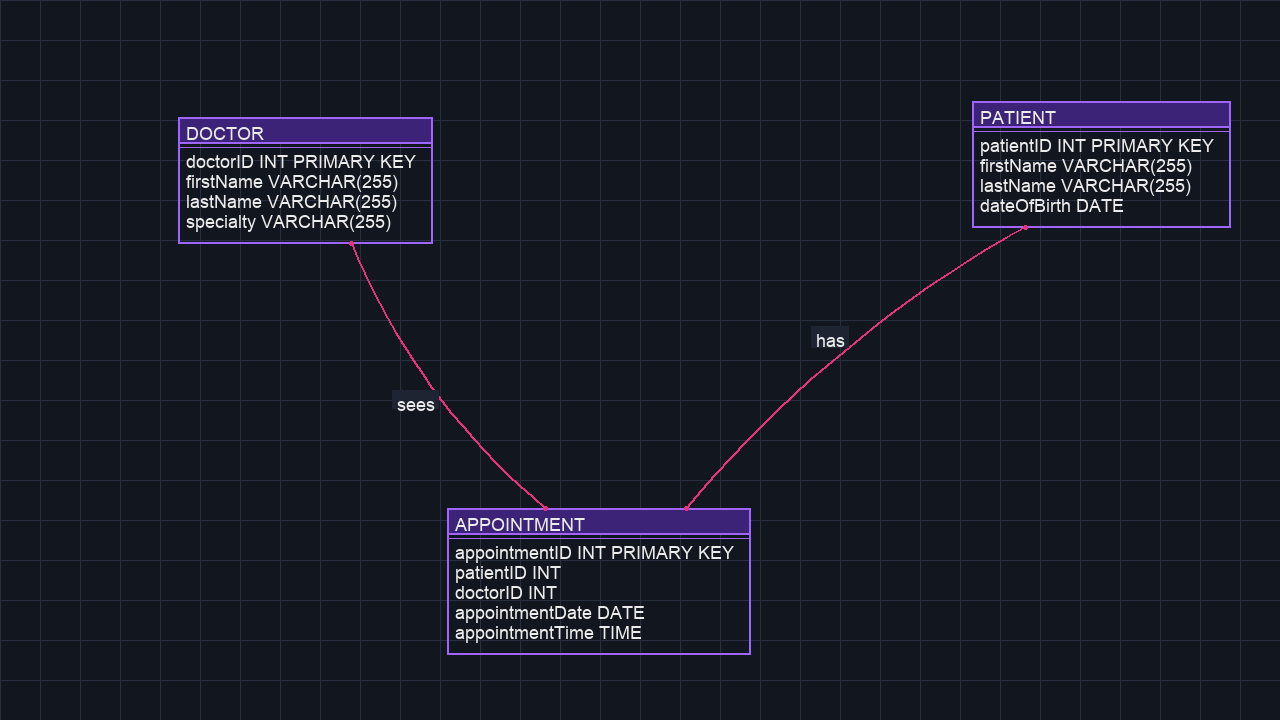 DOCTOR
doctorID INT PRIMARY KEY
firstName VARCHAR(255)
lastName VARCHAR(255)
specialty VARCHAR(255)
PATIENT
patientID INT PRIMARY KEY
firstName VARCHAR(255)
lastName VARCHAR(255)
dateOfBirth DATE
has
sees
APPOINTMENT
appointmentID INT PRIMARY KEY
patientID INT
doctorID INT
appointmentDate DATE
appointmentTime TIME